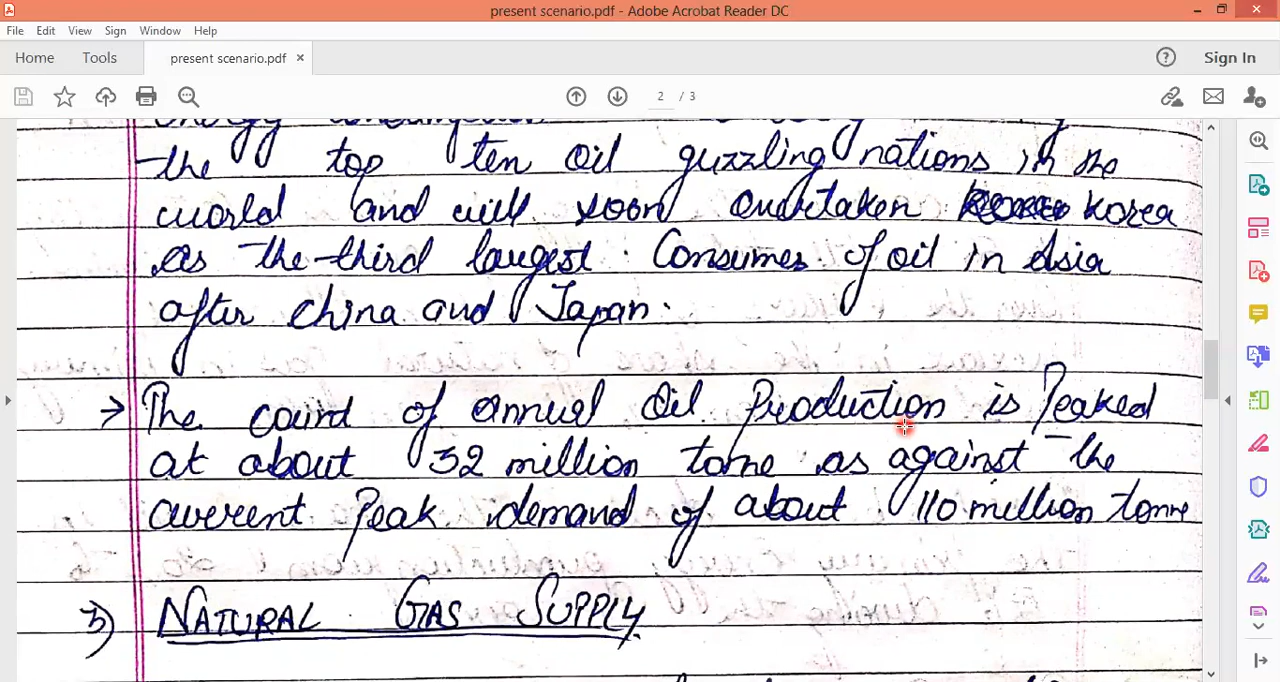 present scenario.pdf - Adobe Acrobat Reader DC
File Edit View Sign Window Help
Home Tools present scenario.pdf × Sign In
2 / 3
the top ten oil guzzling nations in the
world and will soon overtaken Korea
as the third largest. Consumes of oil in Asia
after China and Japan.
→ The count of annual Oil Production is Peaked
at about 32 million tonne as against the
current Peak demand of about 110 million tonne
3) NATURAL GAS SUPPLY